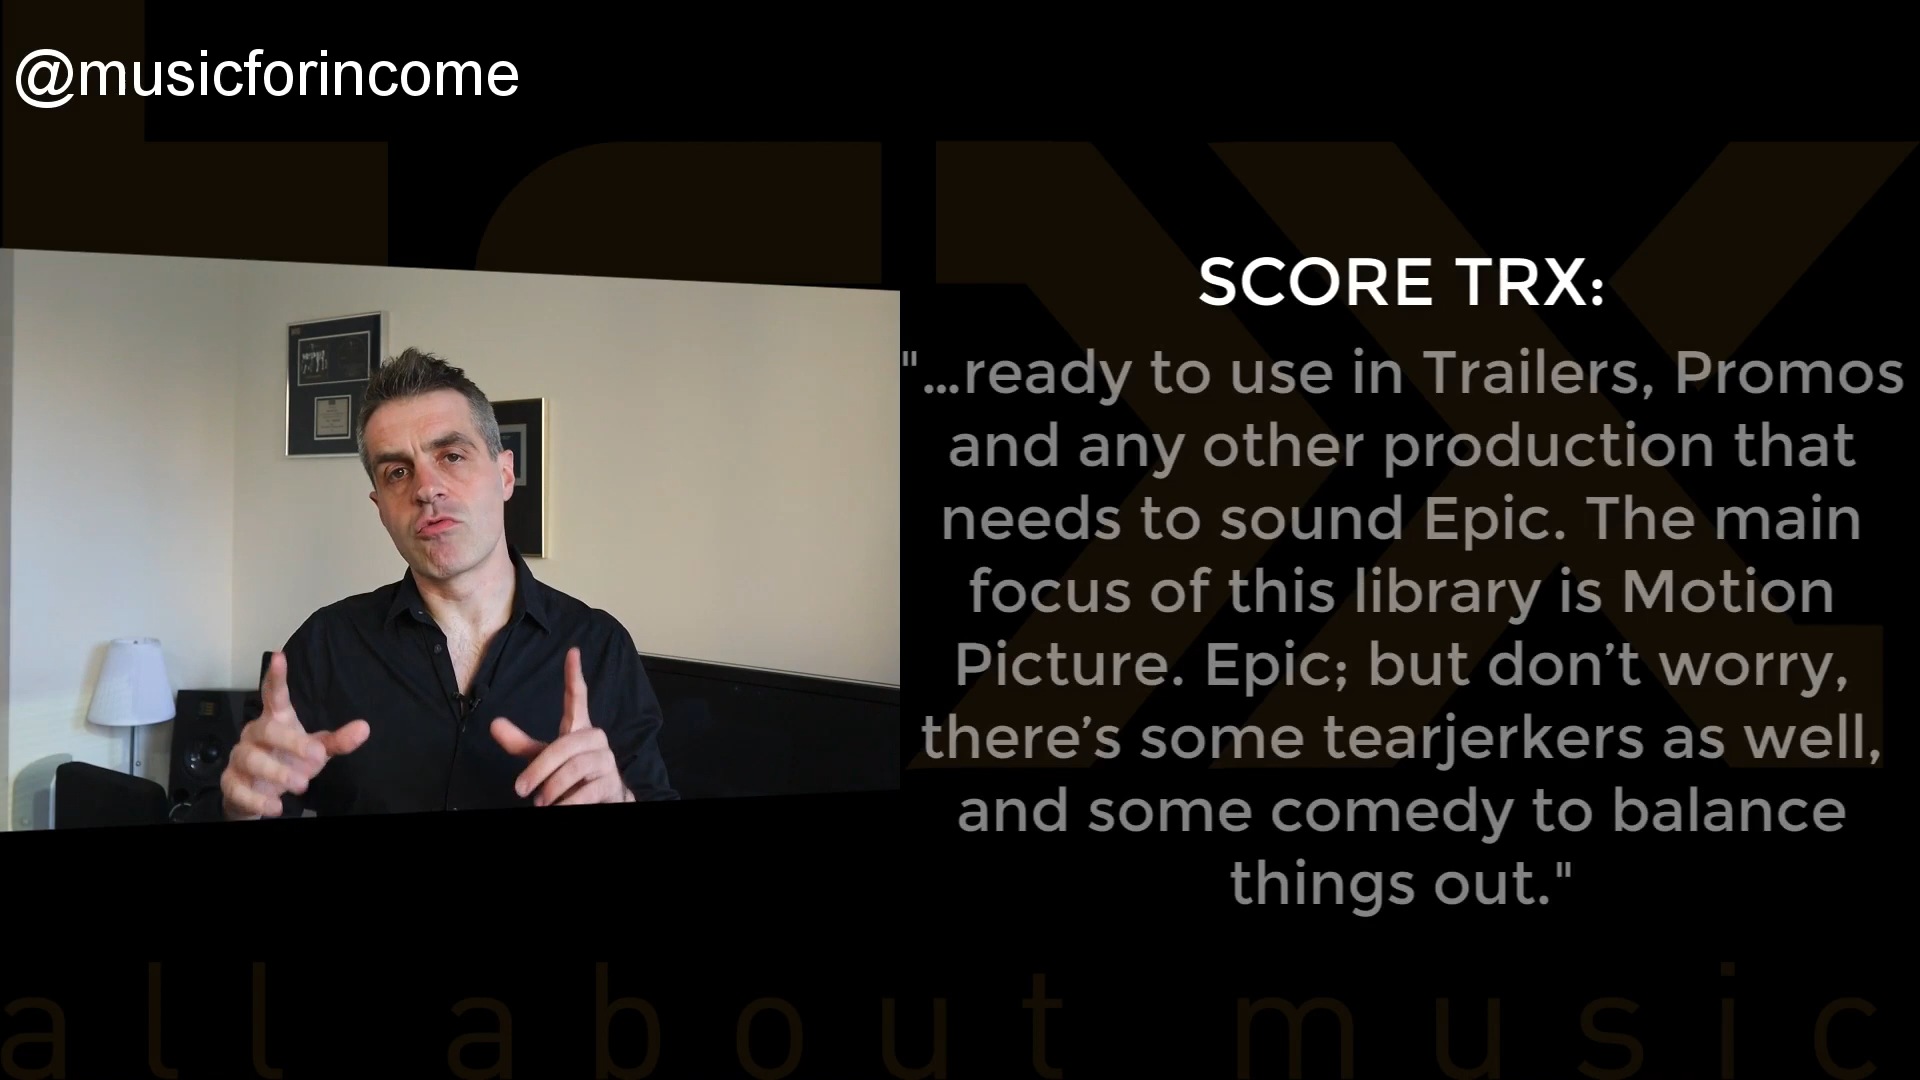 @musicforincome
SCORE TRX:
"...ready to use in Trailers, Promos
and any other production that
needs to sound Epic. The main
focus of this library is Motion
Picture. Epic; but don’t worry,
there’s some tearjerkers as well,
and some comedy to balance
things out."
trx
all about music